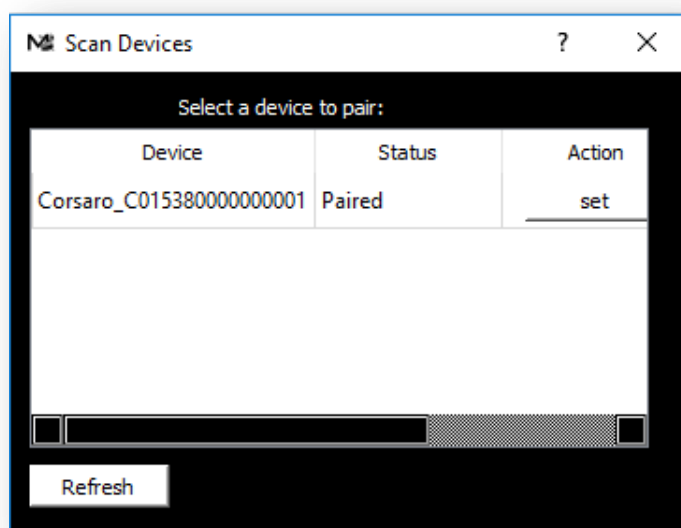 Scan Devices
Select a device to pair:
Device Status Action
Corsaro_C015380000000001 Paired set
Refresh